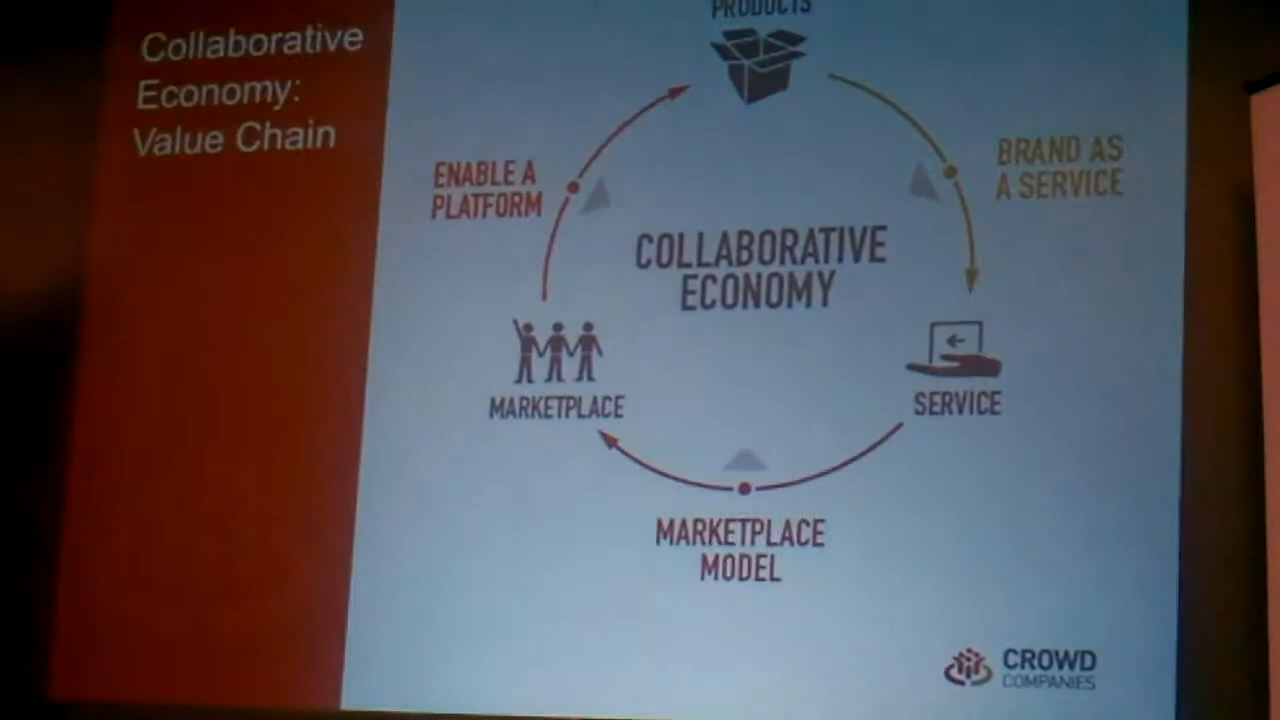 Collaborative
Economy:
Value Chain
PRODUCTS
ENABLE A
PLATFORM
BRAND AS
A SERVICE
COLLABORATIVE
ECONOMY
MARKETPLACE
SERVICE
MARKETPLACE
MODEL
CROWD
COMPANIES